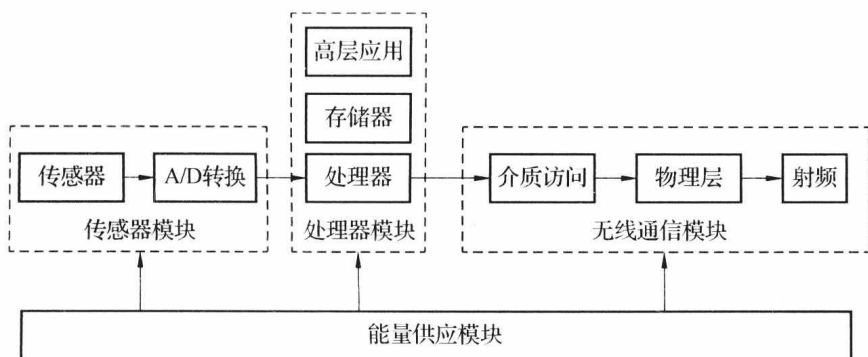 高层应用
存储器
传感器
A/D转换
处理器
介质访问
物理层
射频
传感器模块
处理器模块
无线通信模块
能量供应模块